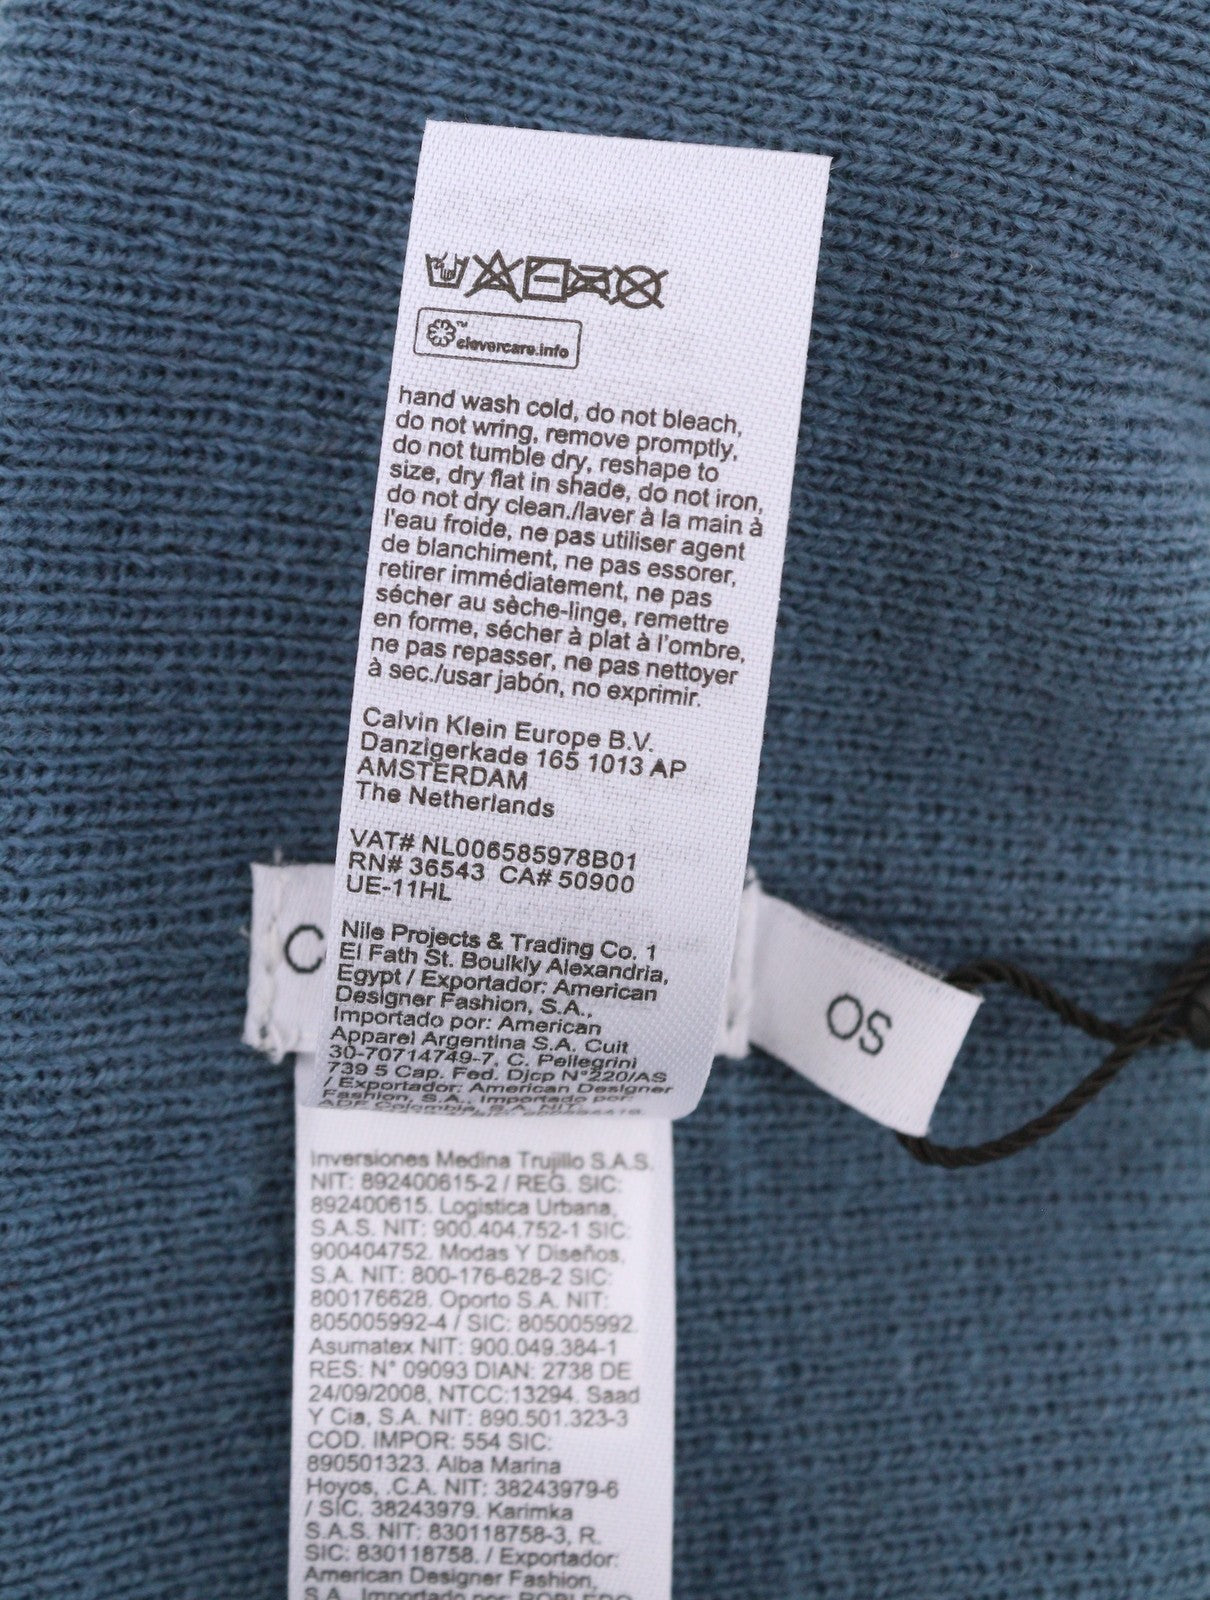 clevercare.info
hand wash cold, do not bleach,
do not wring, remove promptly,
do not tumble dry, reshape to
size, dry flat in shade, do not iron,
do not dry clean./laver à la main à
l'eau froide, ne pas utiliser agent
de blanchiment, ne pas essorer,
retirer immédiatement, ne pas
sécher au sèche-linge, remettre
en forme, sécher à plat à l'ombre,
ne pas repasser, ne pas nettoyer
à sec./usar jabón, no exprimir.
Calvin Klein Europe B.V.
Danzigerkade 165 1013 AP
AMSTERDAM
The Netherlands
VAT# NL006585978B01
RN# 36543 CA# 50900
UE-11HL
Nile Projects & Trading Co. 1
El Fath St. Boulkly Alexandria,
Egypt / Exportador: American
Designer Fashion, S.A.,
Importado por: American
Apparel Argentina S.A. Cuit
30-70714749-7, C. Pellegrini
739 5 Cap. Fed. Djcp N°220/AS
/ Exportador: American Designer
Fashion, S.A., Importado por:
ADF Colombia, S.A. NIT:
C
OS
Inversiones Medina Trujillo S.A.S.
NIT: 892400615-2 / REG. SIC:
892400615. Logistica Urbana,
S.A.S. NIT: 900.404.752-1 SIC:
900404752. Modas Y Diseños,
S.A. NIT: 800-176-628-2 SIC:
800176628. Oporto S.A. NIT:
805005992-4 / SIC: 805005992.
Asumatex NIT: 900.049.384-1
RES: N° 09093 DIAN: 2738 DE
24/09/2008, NTCC:13294. Saad
Y Cia, S.A. NIT: 890.501.323-3
COD. IMPOR: 554 SIC:
890501323. Alba Marina
Hoyos, .C.A. NIT: 38243979-6
/ SIC. 38243979. Karimka
S.A.S. NIT: 830118758-3, R.
SIC: 830118758. / Exportador:
American Designer Fashion,
S.A. Importado por: ROBLEDO